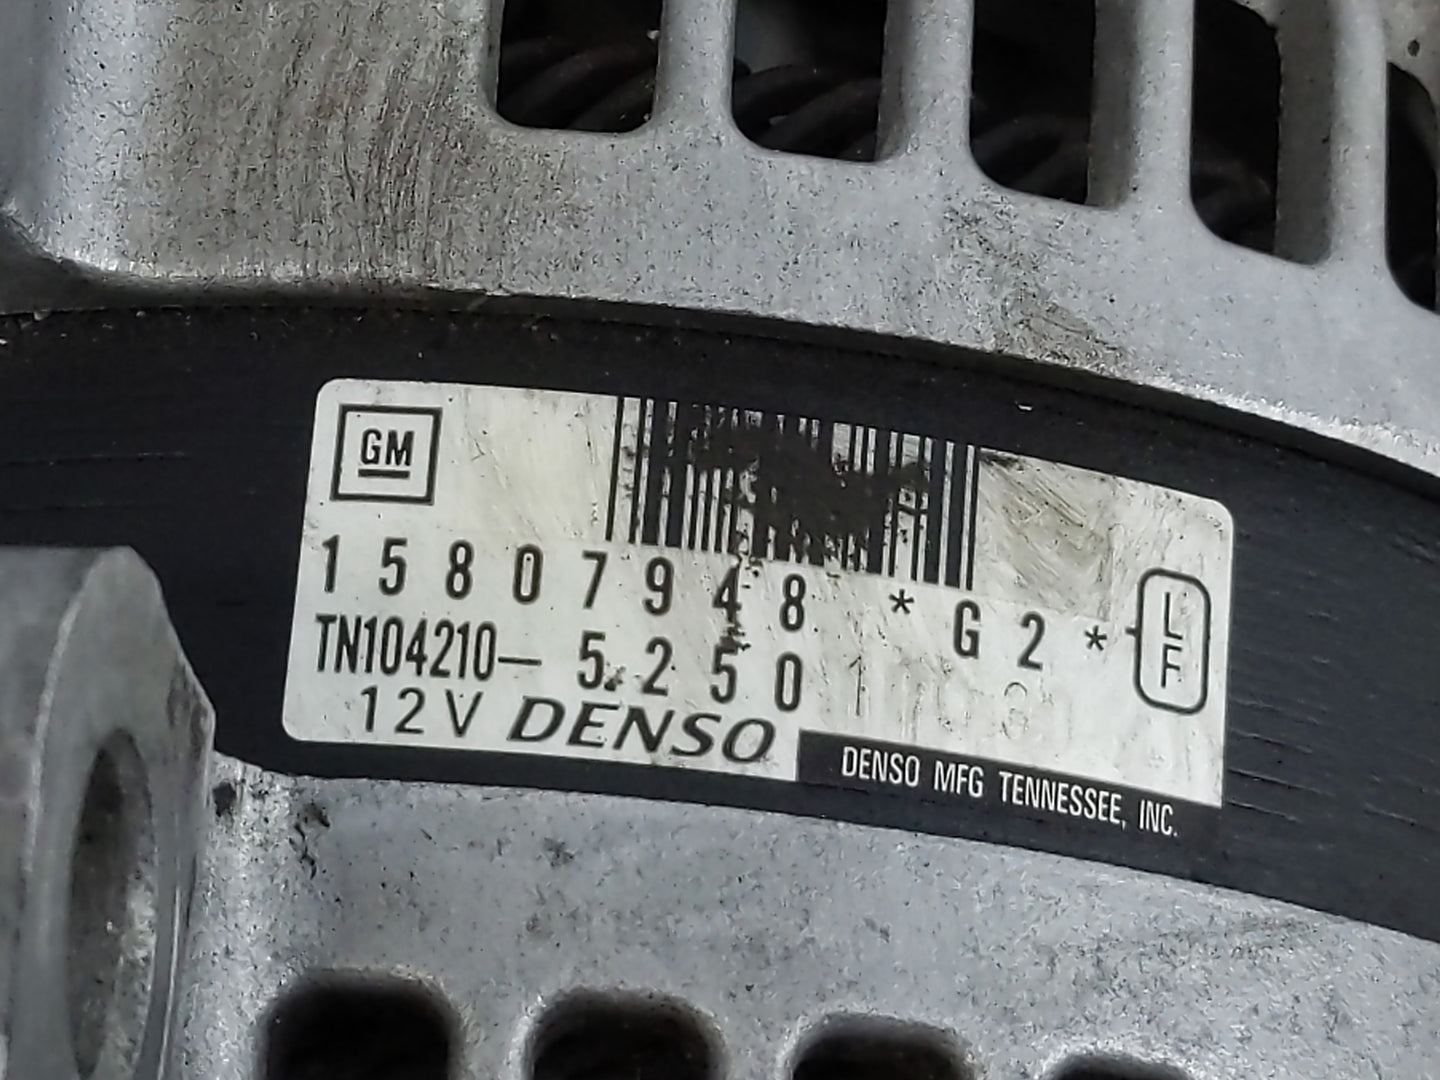 GM
15807948 *G2*
LF
TN104210-5250
12V DENSO
DENSO MFG TENNESSEE, INC.